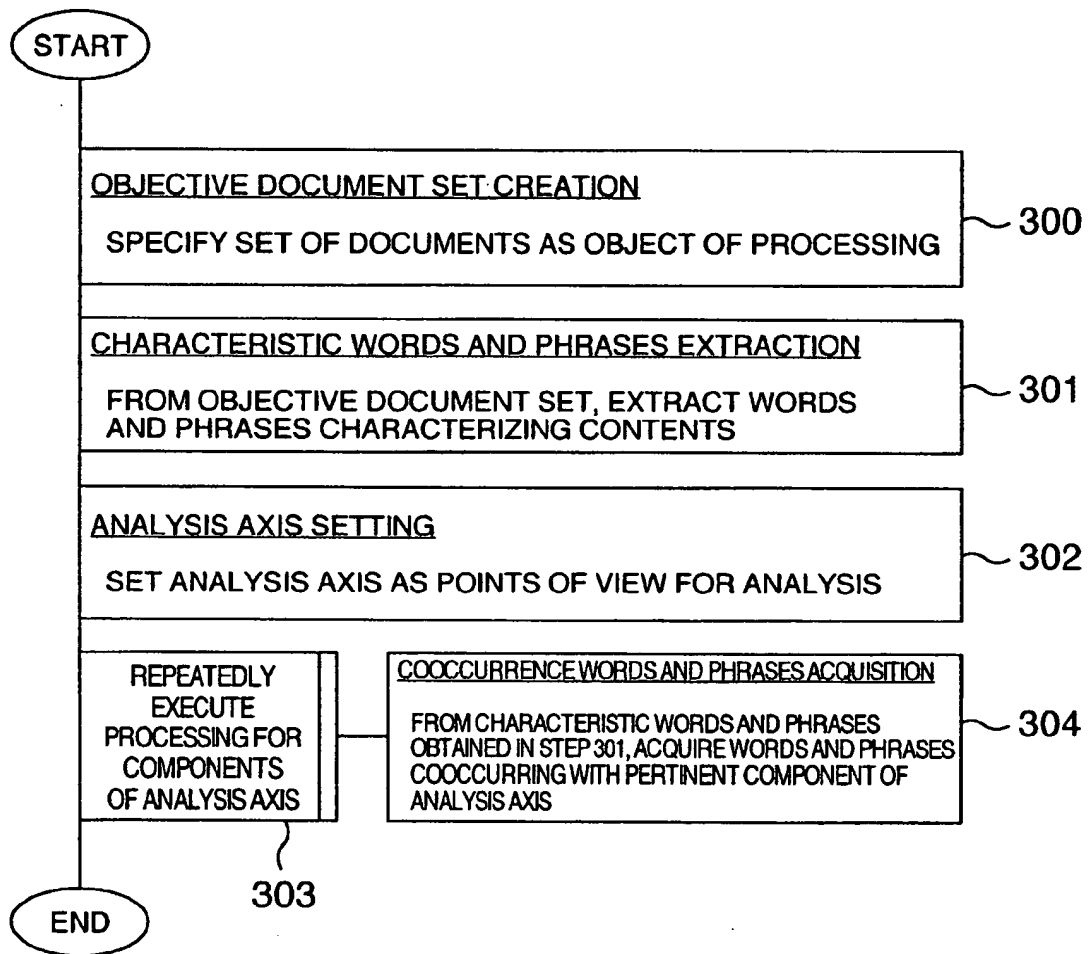 START
OBJECTIVE DOCUMENT SET CREATION
SPECIFY SET OF DOCUMENTS AS OBJECT OF PROCESSING
300
CHARACTERISTIC WORDS AND PHRASES EXTRACTION
FROM OBJECTIVE DOCUMENT SET, EXTRACT WORDS
AND PHRASES CHARACTERIZING CONTENTS
301
ANALYSIS AXIS SETTING
SET ANALYSIS AXIS AS POINTS OF VIEW FOR ANALYSIS
302
REPEATEDLY
EXECUTE
PROCESSING FOR
COMPONENTS
OF ANALYSIS AXIS
303
COOCCURRENCE WORDS AND PHRASES ACQUISITION
FROM CHARACTERISTIC WORDS AND PHRASES
OBTAINED IN STEP 301, ACQUIRE WORDS AND PHRASES
COOCCURRING WITH PERTINENT COMPONENT OF
ANALYSIS AXIS
304
END